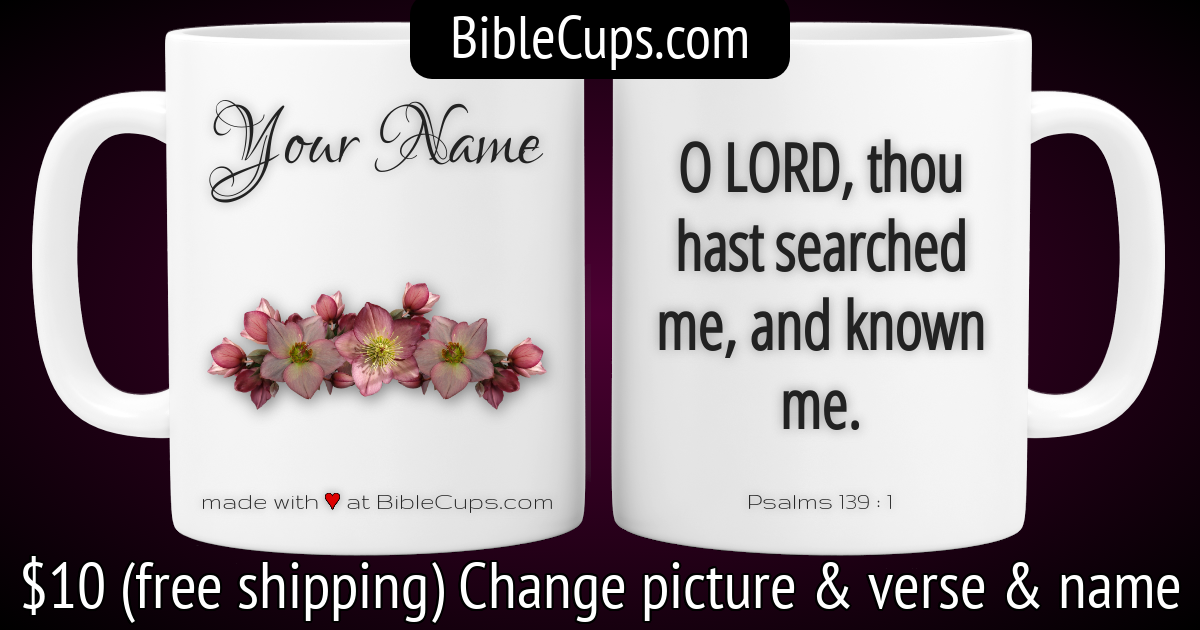 BibleCups.com
Your Name
made with ♥ at BibleCups.com
O LORD, thou
hast searched
me, and known
me.
Psalms 139 : 1
$10 (free shipping) Change picture & verse & name